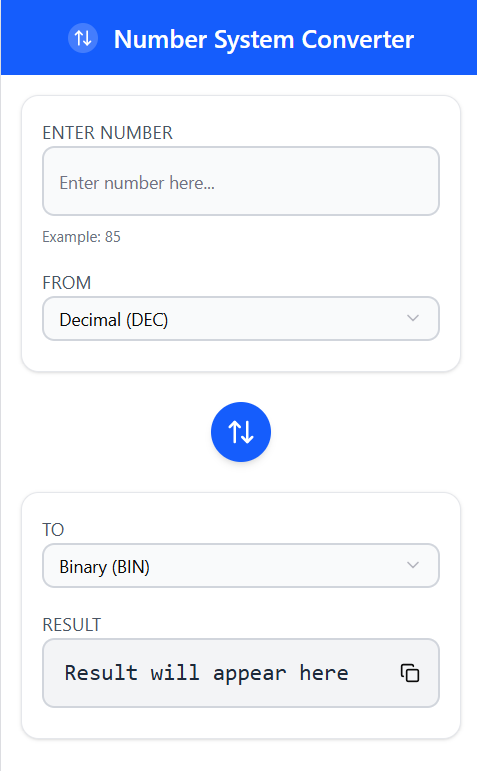 Number System Converter
ENTER NUMBER
Enter number here...
Example: 85
FROM
Decimal (DEC)
TO
Binary (BIN)
RESULT
Result will appear here